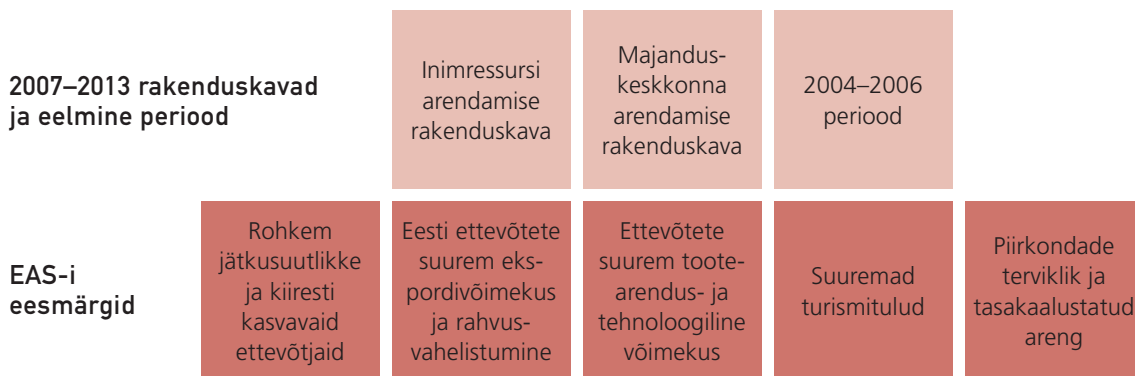 2007–2013 rakenduskavad
ja eelmine periood
Inimressursi
arendamise
rakenduskava
Majandus-
keskkonna
arendamise
rakenduskava
2004–2006
periood
EAS-i
eesmärgid
Rohkem
jätkusuutlikke
ja kiiresti
kasvavaid
ettevõtjaid
Eesti ettevõtete
suurem eks-
pordivõimekus
ja rahvus-
vahelistumine
Ettevõtete
suurem toote-
arendus- ja
tehnoloogiline
võimekus
Suuremad
turismitulud
Piirkondade
terviklik ja
tasakaalustatud
areng